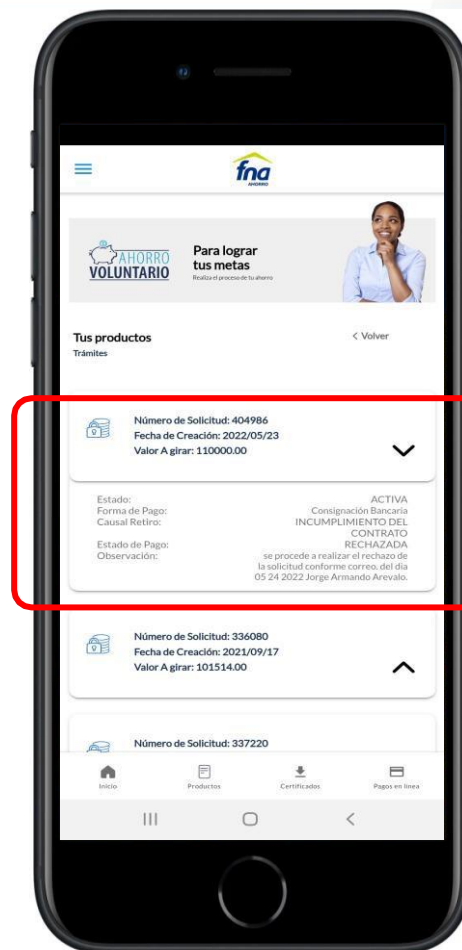 fna
AHORRO
AHORRO
VOLUNTARIO
Para lograr
tus metas
Realiza el proceso de tu ahorro
Tus productos
< Volver
Trámites
Número de Solicitud: 404986
Fecha de Creación: 2022/05/23
Valor A girar: 110000.00
Estado: ACTIVA
Forma de Pago: Consignación Bancaria
Causal Retiro: INCUMPLIMIENTO DEL
CONTRATO
Estado de Pago: RECHAZADA
Observación: se procede a realizar el rechazo de
la solicitud conforme correo. del dia
05 24 2022 Jorge Armando Arevalo.
Número de Solicitud: 336080
Fecha de Creación: 2021/09/17
Valor A girar: 101514.00
Número de Solicitud: 337220
Inicio Productos Certificados Pagos en línea